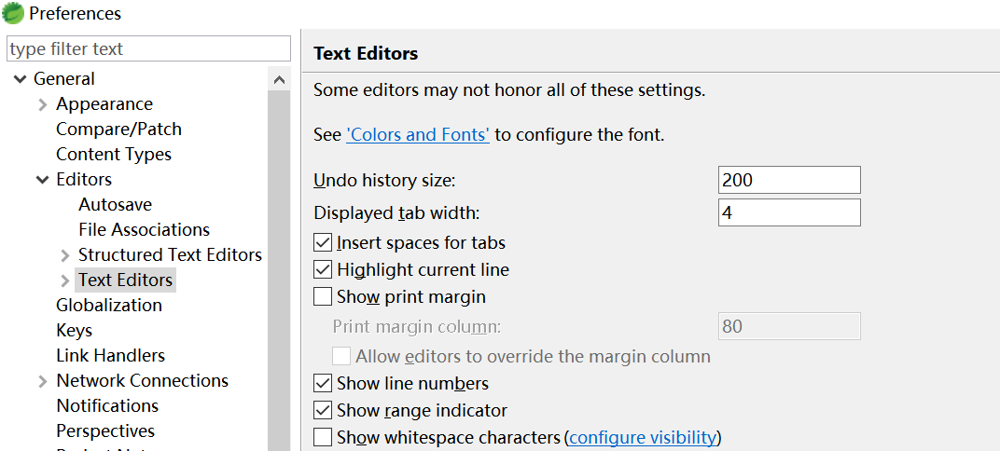 Preferences
type filter text
General
Appearance
Compare/Patch
Content Types
Editors
Autosave
File Associations
Structured Text Editors
Text Editors
Globalization
Keys
Link Handlers
Network Connections
Notifications
Perspectives
Text Editors
Some editors may not honor all of these settings.
See 'Colors and Fonts' to configure the font.
Undo history size: 200
Displayed tab width: 4
Insert spaces for tabs
Highlight current line
Show print margin
Print margin column: 80
Allow editors to override the margin column
Show line numbers
Show range indicator
Show whitespace characters (configure visibility)